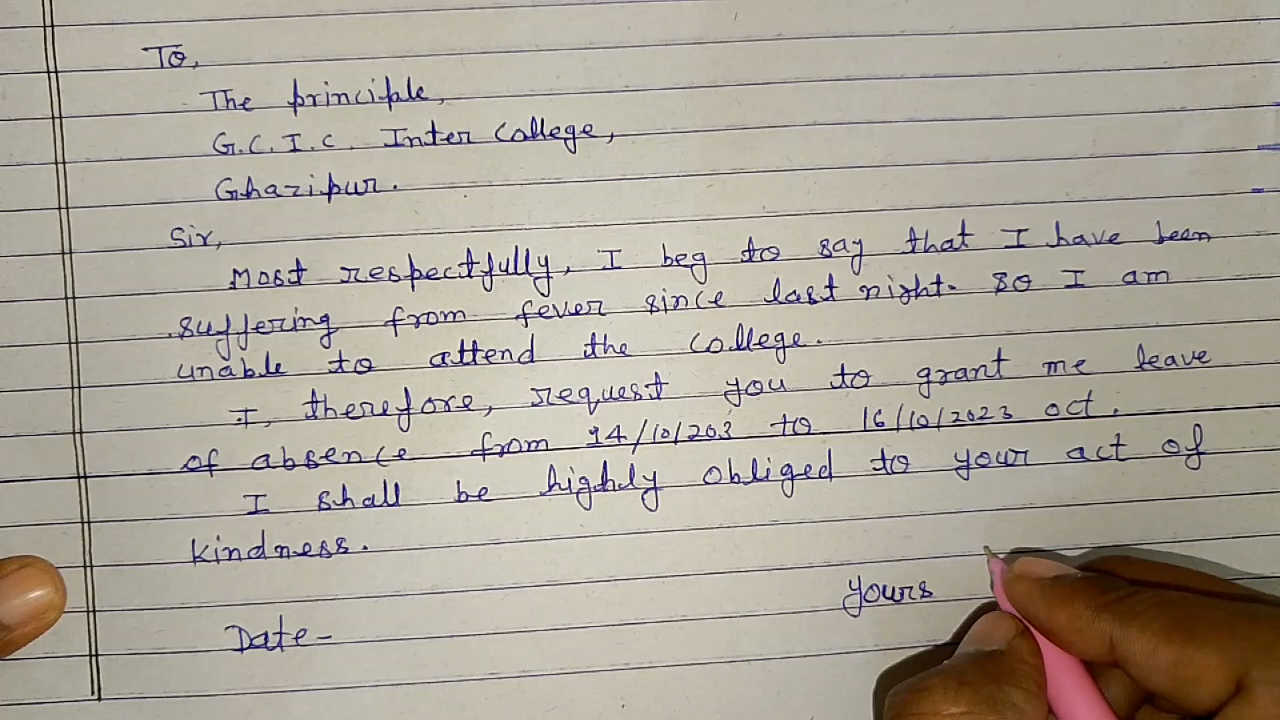 To,
The principle,
G.C.I.C. Inter College,
Ghazipur.
Sir,
Most respectfully, I beg to say that I have been
suffering from fever since last night. So I am
unable to attend the college.
I, therefore, request you to grant me leave
of absence from 14/10/203 to 16/10/2023 oct.
I shall be highly obliged to your act of
kindness.
Yours
Date-